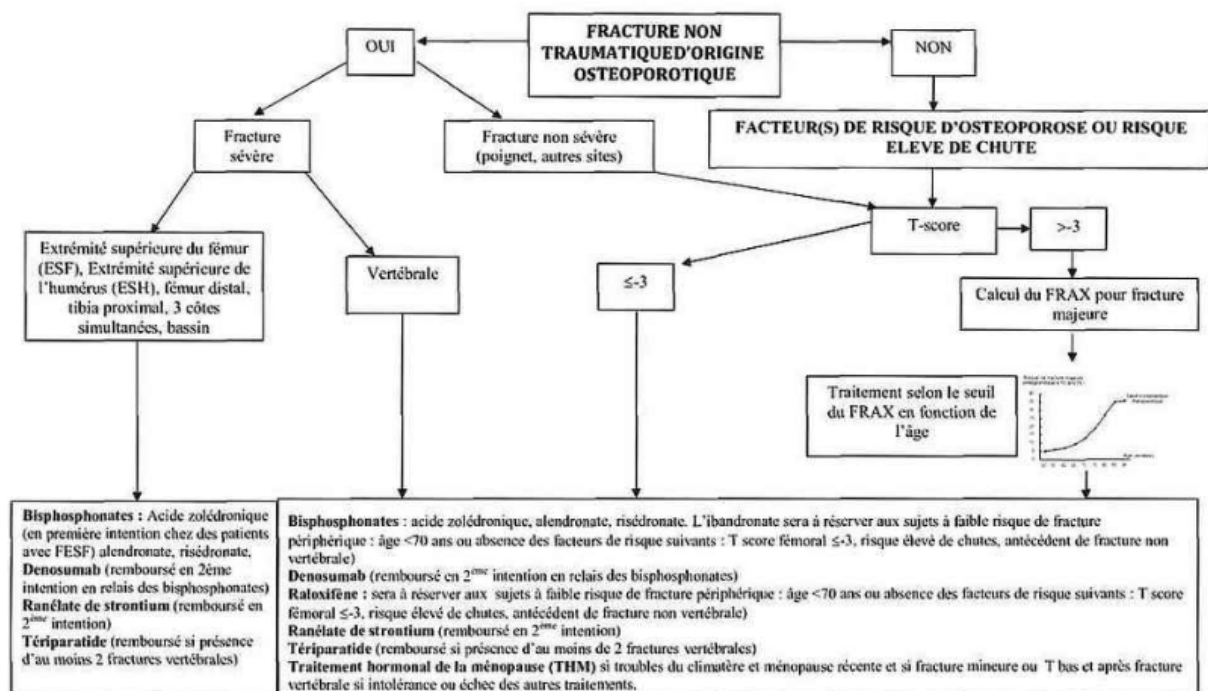 FRACTURE NON
TRAUMATIQUED'ORIGINE
OSTEOPOROTIQUE
OUI
NON
Fracture
sévère
Fracture non sévère
(poignet, autres sites)
FACTEUR(S) DE RISQUE D'OSTEOPOROSE OU RISQUE
ELEVE DE CHUTE
Extrémité supérieure du fémur
(ESF), Extrémité supérieure de
l'humérus (ESH), fémur distal,
tibia proximal, 3 côtes
simultanées, bassin
Vertébrale
T-score
≤-3
>-3
Calcul du FRAX pour fracture
majeure
Traitement selon le seuil
du FRAX en fonction de
l'âge
Bisphosphonates : Acide zolédronique
(en première intention chez des patients
avec FESF) alendronate, risédronate,
Denosumab (remboursé en 2ème
intention en relais des bisphosphonates)
Ranélate de strontium (remboursé en
2ème intention)
Tériparatide (remboursé si présence
d'au moins 2 fractures vertébrales)
Bisphosphonates : acide zolédronique, alendronate, risédronate. L'ibandronate sera à réserver aux sujets à faible risque de fracture
périphérique : âge <70 ans ou absence des facteurs de risque suivants : T score fémoral ≤-3, risque élevé de chutes, antécédent de fracture non
vertébrale)
Denosumab (remboursé en 2ème intention en relais des bisphosphonates)
Raloxifène : sera à réserver aux sujets à faible risque de fracture périphérique : âge <70 ans ou absence des facteurs de risque suivants : T score
fémoral ≤-3, risque élevé de chutes, antécédent de fracture non vertébrale)
Ranélate de strontium (remboursé en 2ème intention)
Tériparatide (remboursé si présence d'au moins de 2 fractures vertébrales)
Traitement hormonal de la ménopause (THM) si troubles du climatère et ménopause récente et si fracture mineure ou T bas et après fracture
vertébrale si intolérance ou échec des autres traitements.